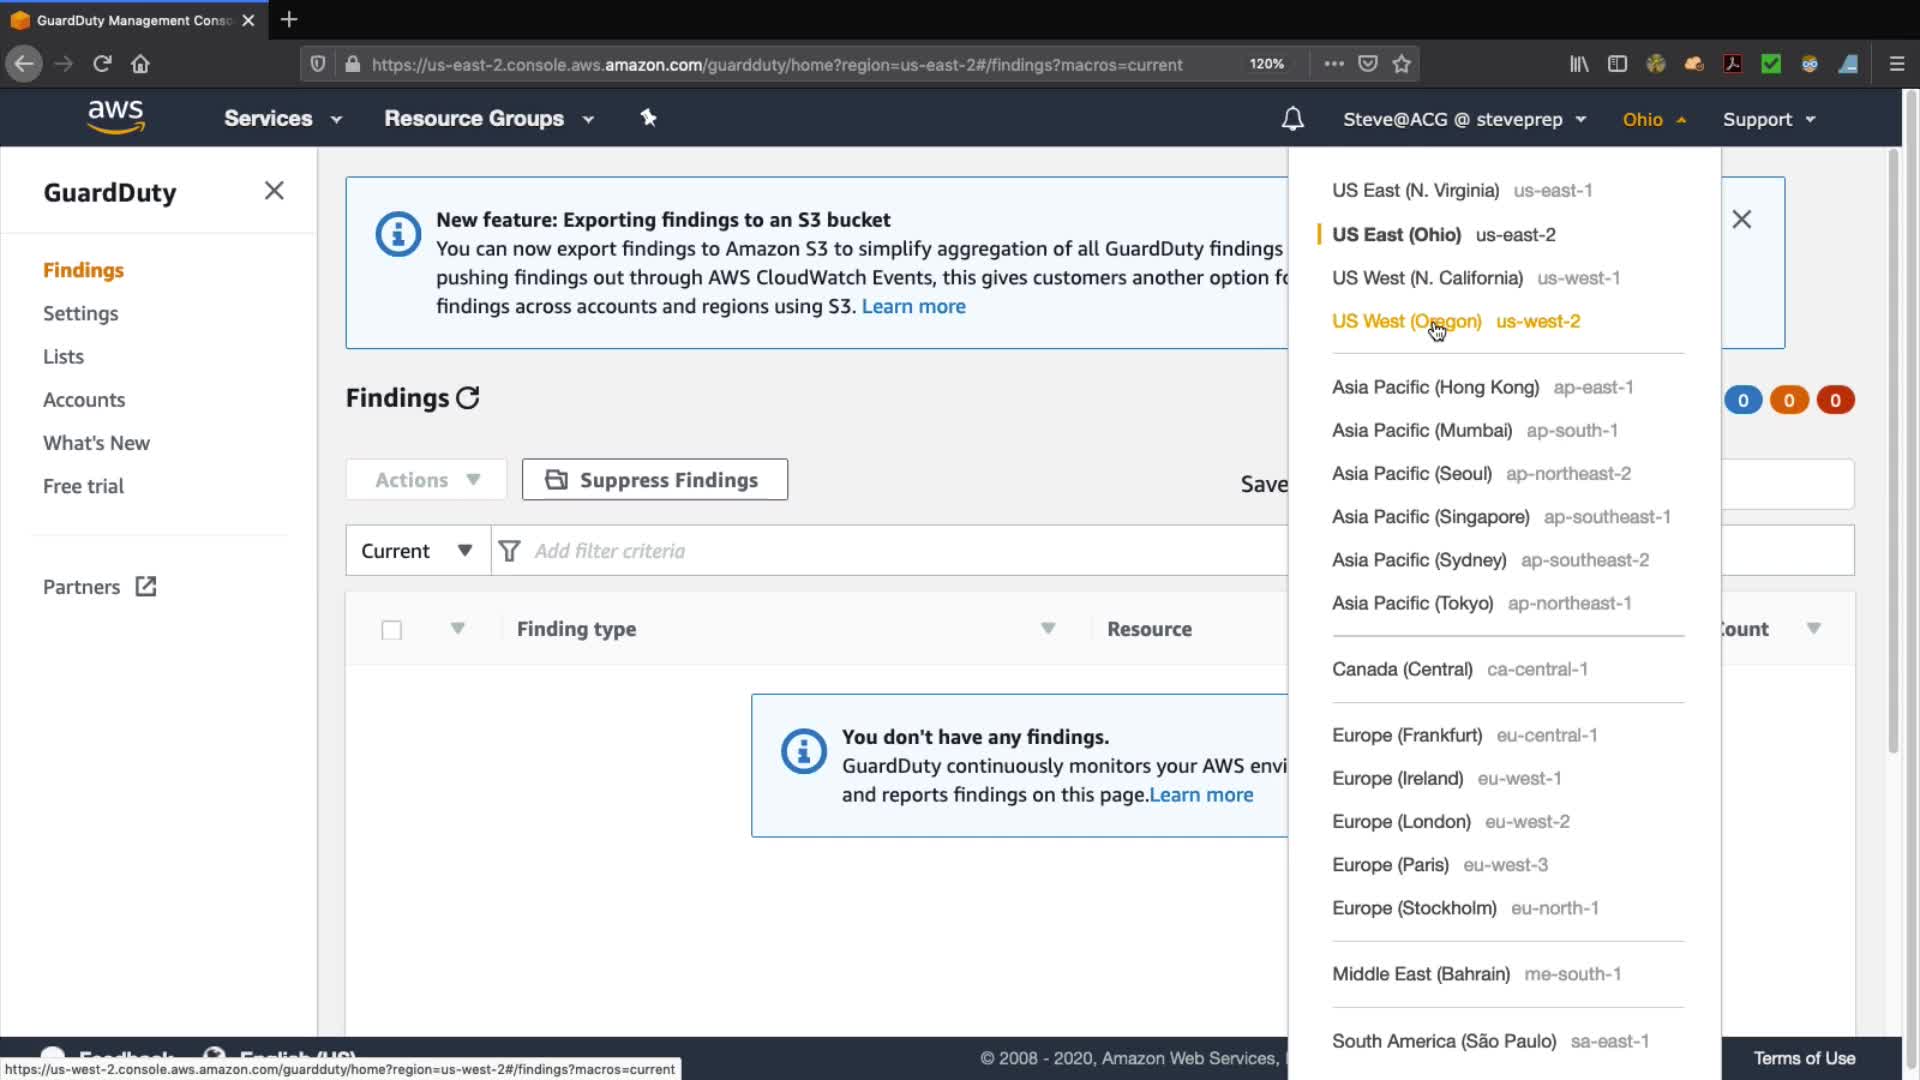 GuardDuty Management Conso
https://us-east-2.console.aws.amazon.com/guardduty/home?region=us-east-2#/findings?macros=current
120%
aws
Services
Resource Groups
Steve@ACG @ steveprep
Ohio
Support
GuardDuty
Findings
Settings
Lists
Accounts
What's New
Free trial
Partners
New feature: Exporting findings to an S3 bucket
You can now export findings to Amazon S3 to simplify aggregation of all GuardDuty findings
pushing findings out through AWS CloudWatch Events, this gives customers another option fo
findings across accounts and regions using S3. Learn more
Findings
0 0 0
Actions
Suppress Findings
Save
Current
Add filter criteria
Finding type
Resource
Count
You don't have any findings.
GuardDuty continuously monitors your AWS envi
and reports findings on this page.Learn more
US East (N. Virginia) us-east-1
US East (Ohio) us-east-2
US West (N. California) us-west-1
US West (Oregon) us-west-2
Asia Pacific (Hong Kong) ap-east-1
Asia Pacific (Mumbai) ap-south-1
Asia Pacific (Seoul) ap-northeast-2
Asia Pacific (Singapore) ap-southeast-1
Asia Pacific (Sydney) ap-southeast-2
Asia Pacific (Tokyo) ap-northeast-1
Canada (Central) ca-central-1
Europe (Frankfurt) eu-central-1
Europe (Ireland) eu-west-1
Europe (London) eu-west-2
Europe (Paris) eu-west-3
Europe (Stockholm) eu-north-1
Middle East (Bahrain) me-south-1
South America (São Paulo) sa-east-1
Feedback
English (US)
© 2008 - 2020, Amazon Web Services,
Terms of Use
https://us-west-2.console.aws.amazon.com/guardduty/home?region=us-west-2#/findings?macros=current